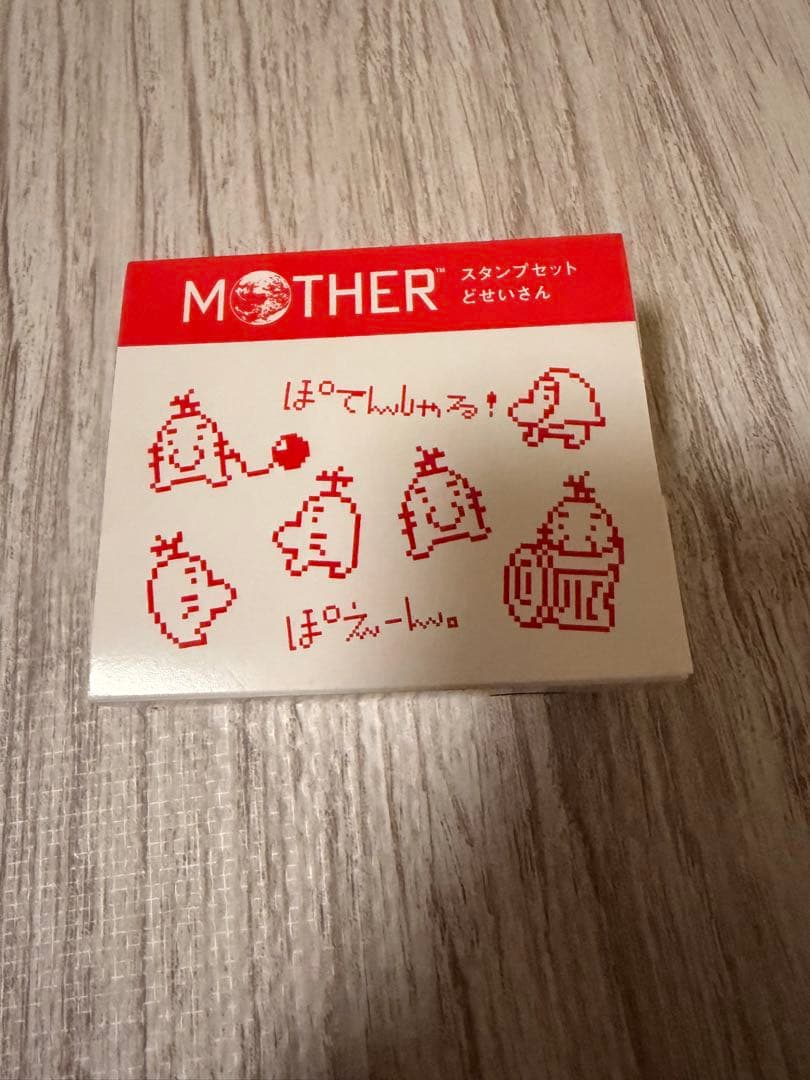 MOTHER™
スタンプセット
どせいさん
ぽてんしゃる!
ぽえーん。